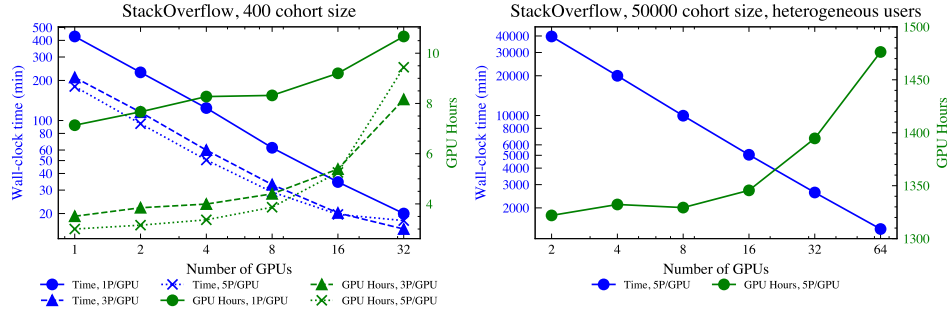 StackOverflow, 400 cohort size
500
400
300
200
100
80
60
50
40
30
20
Wall-clock time (min)
10
8
6
4
GPU Hours
1 2 4 8 16 32
Number of GPUs
Time, 1P/GPU
Time, 3P/GPU
Time, 5P/GPU
GPU Hours, 1P/GPU
GPU Hours, 3P/GPU
GPU Hours, 5P/GPU
StackOverflow, 50000 cohort size, heterogeneous users
40000
30000
20000
10000
8000
6000
5000
4000
3000
2000
Wall-clock time (min)
1500
1450
1400
1350
1300
GPU Hours
2 4 8 16 32 64
Number of GPUs
Time, 5P/GPU
GPU Hours, 5P/GPU